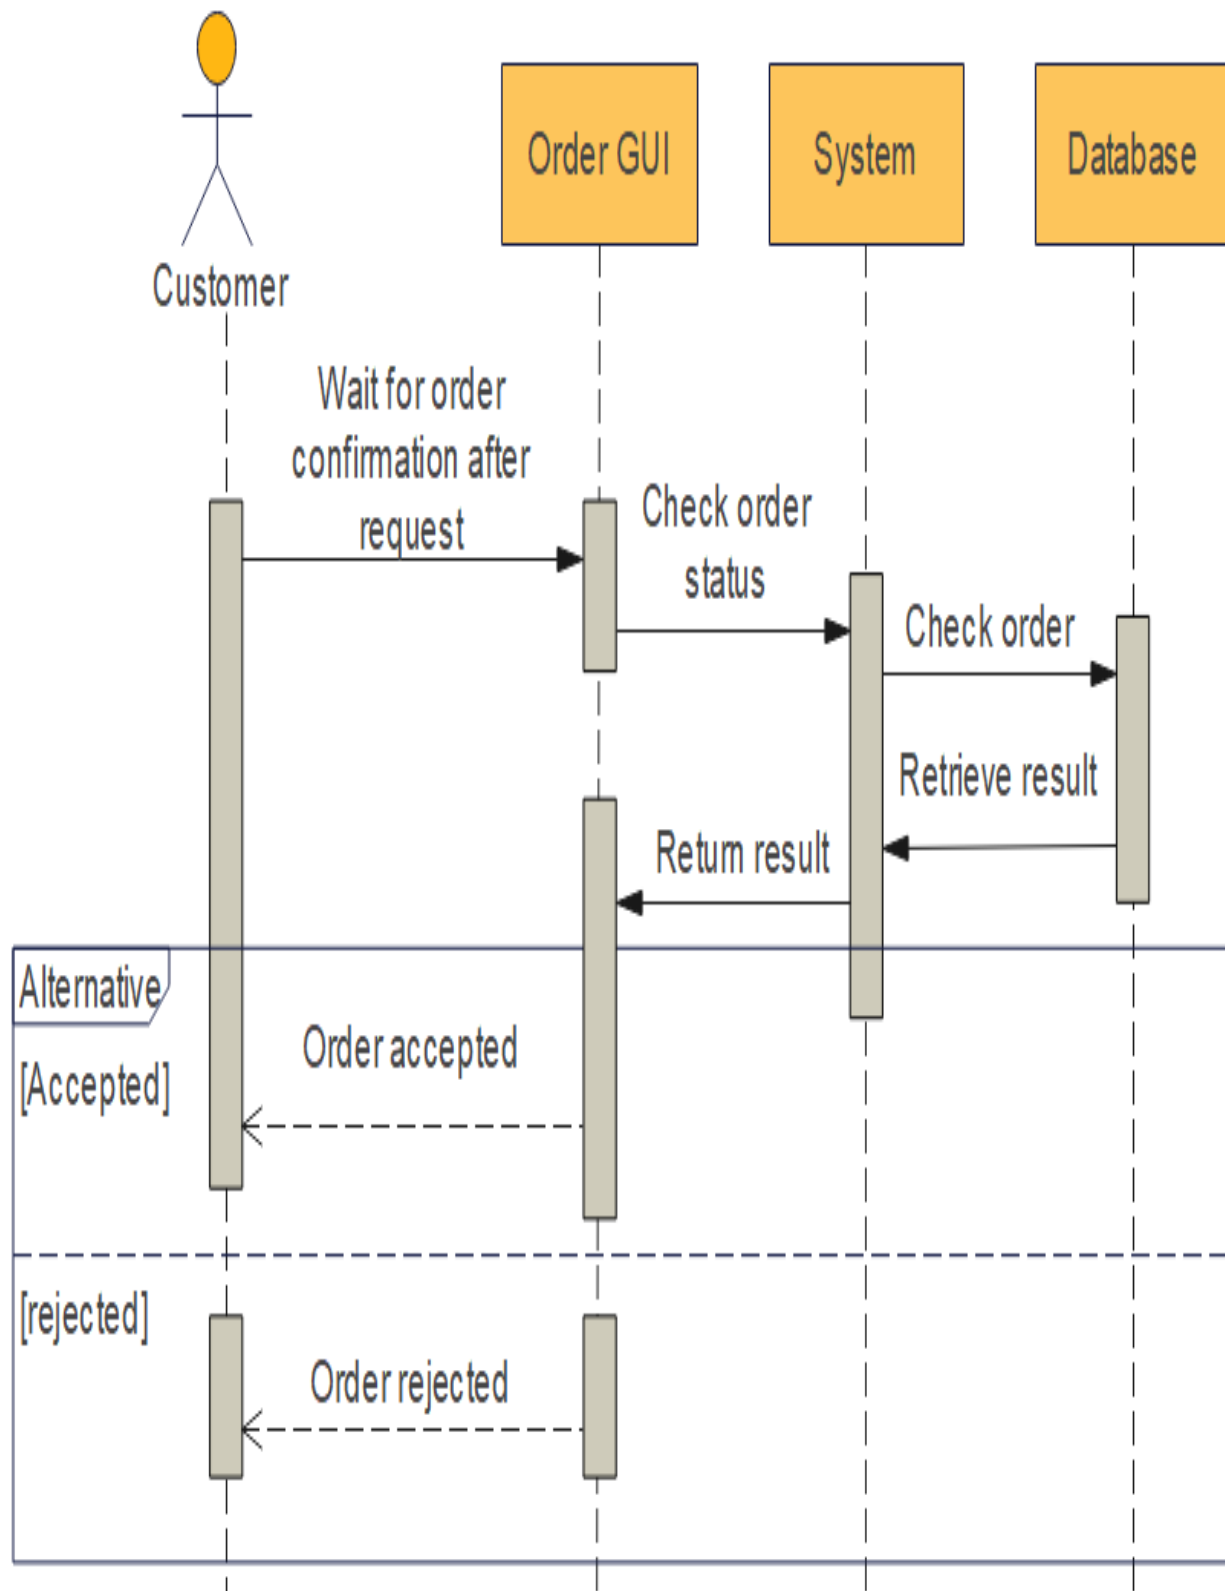 Order GUI
System
Database
Customer
Wait for order
confirmation after
request
Check order
status
Check order
Retrieve result
Return result
Alternative
[Accepted]
Order accepted
[rejected]
Order rejected